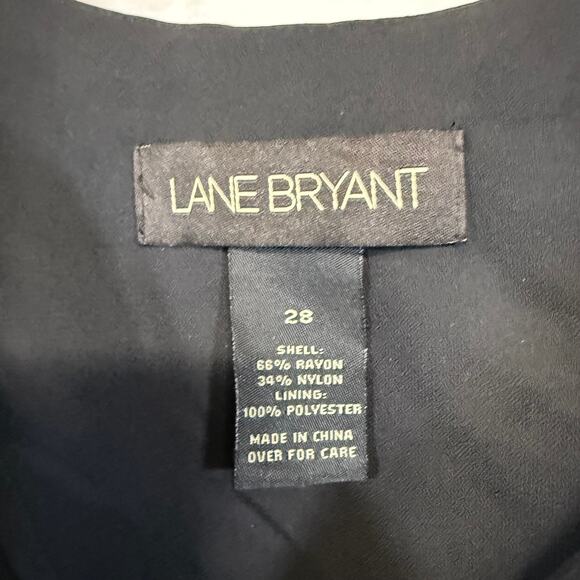 LANE BRYANT
28
SHELL:
66% RAYON
34% NYLON
LINING:
100% POLYESTER
MADE IN CHINA
OVER FOR CARE